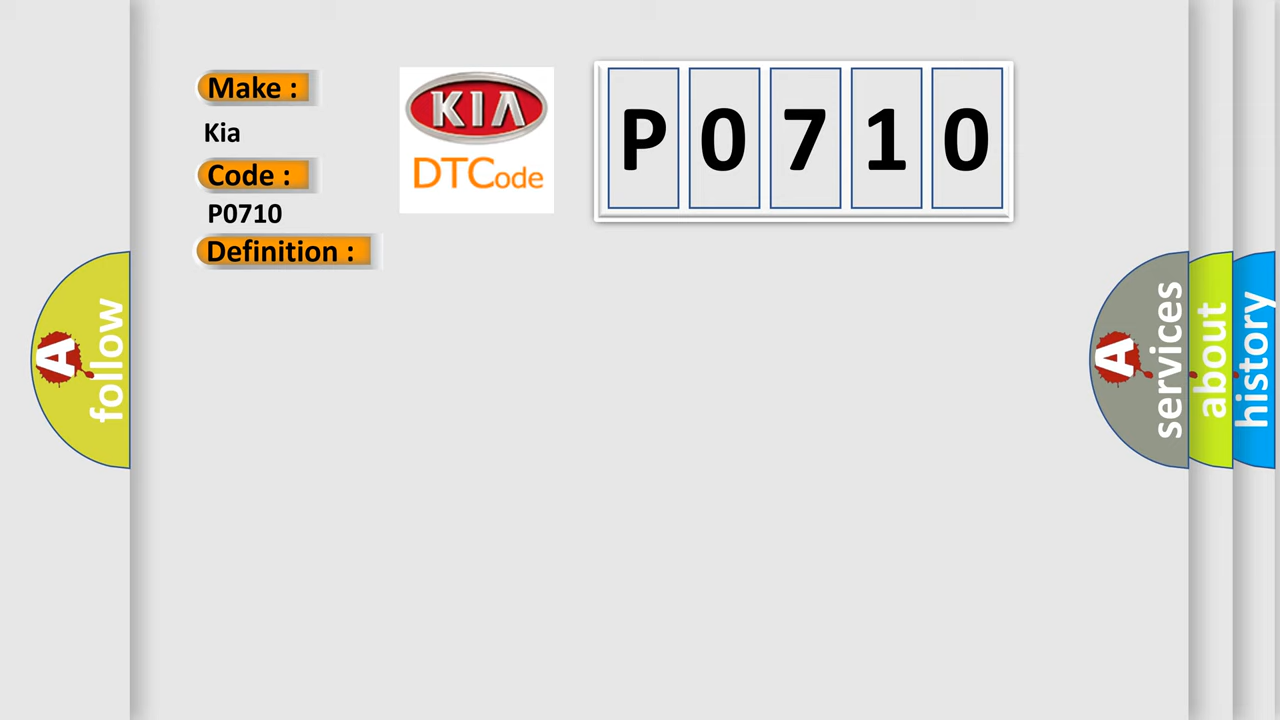 Make :
Kia
Code :
P0710
Definition :
KIA
DTCode
P 0 7 1 0
A follow
A services
about
history